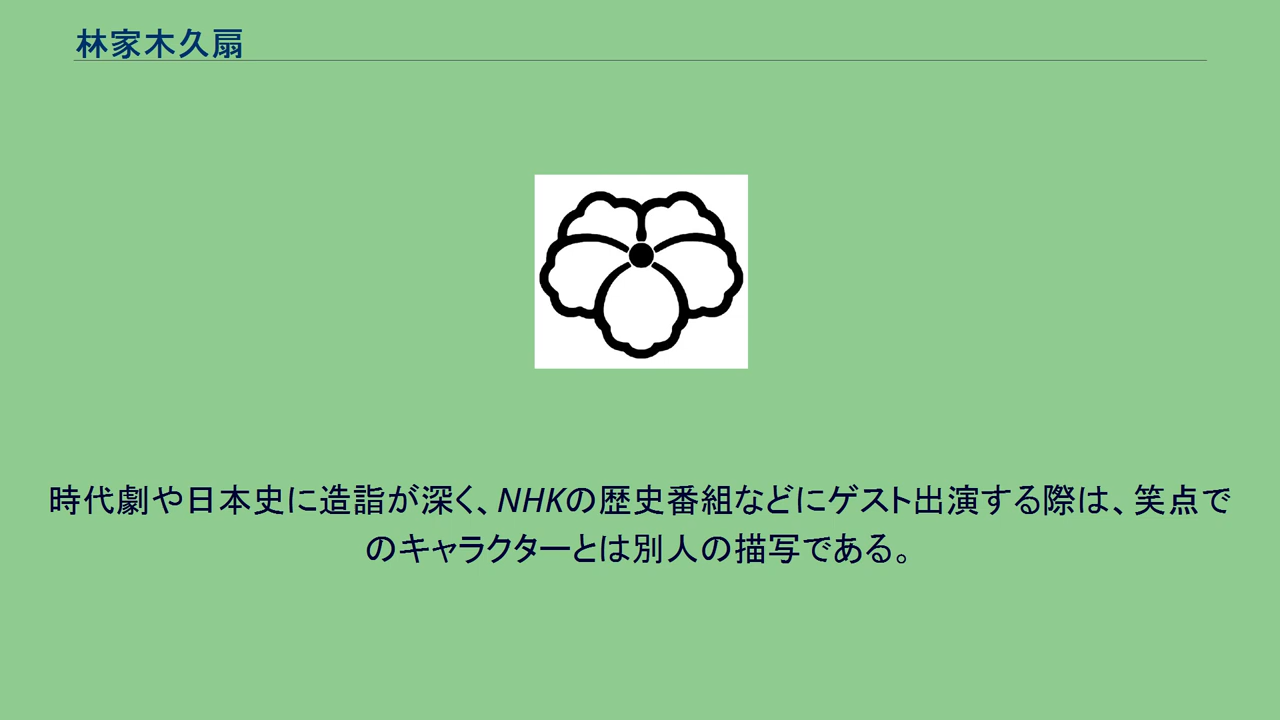 林家木久扇
時代劇や日本史に造詣が深く、NHKの歴史番組などにゲスト出演する際は、笑点で
のキャラクターとは別人の描写である。